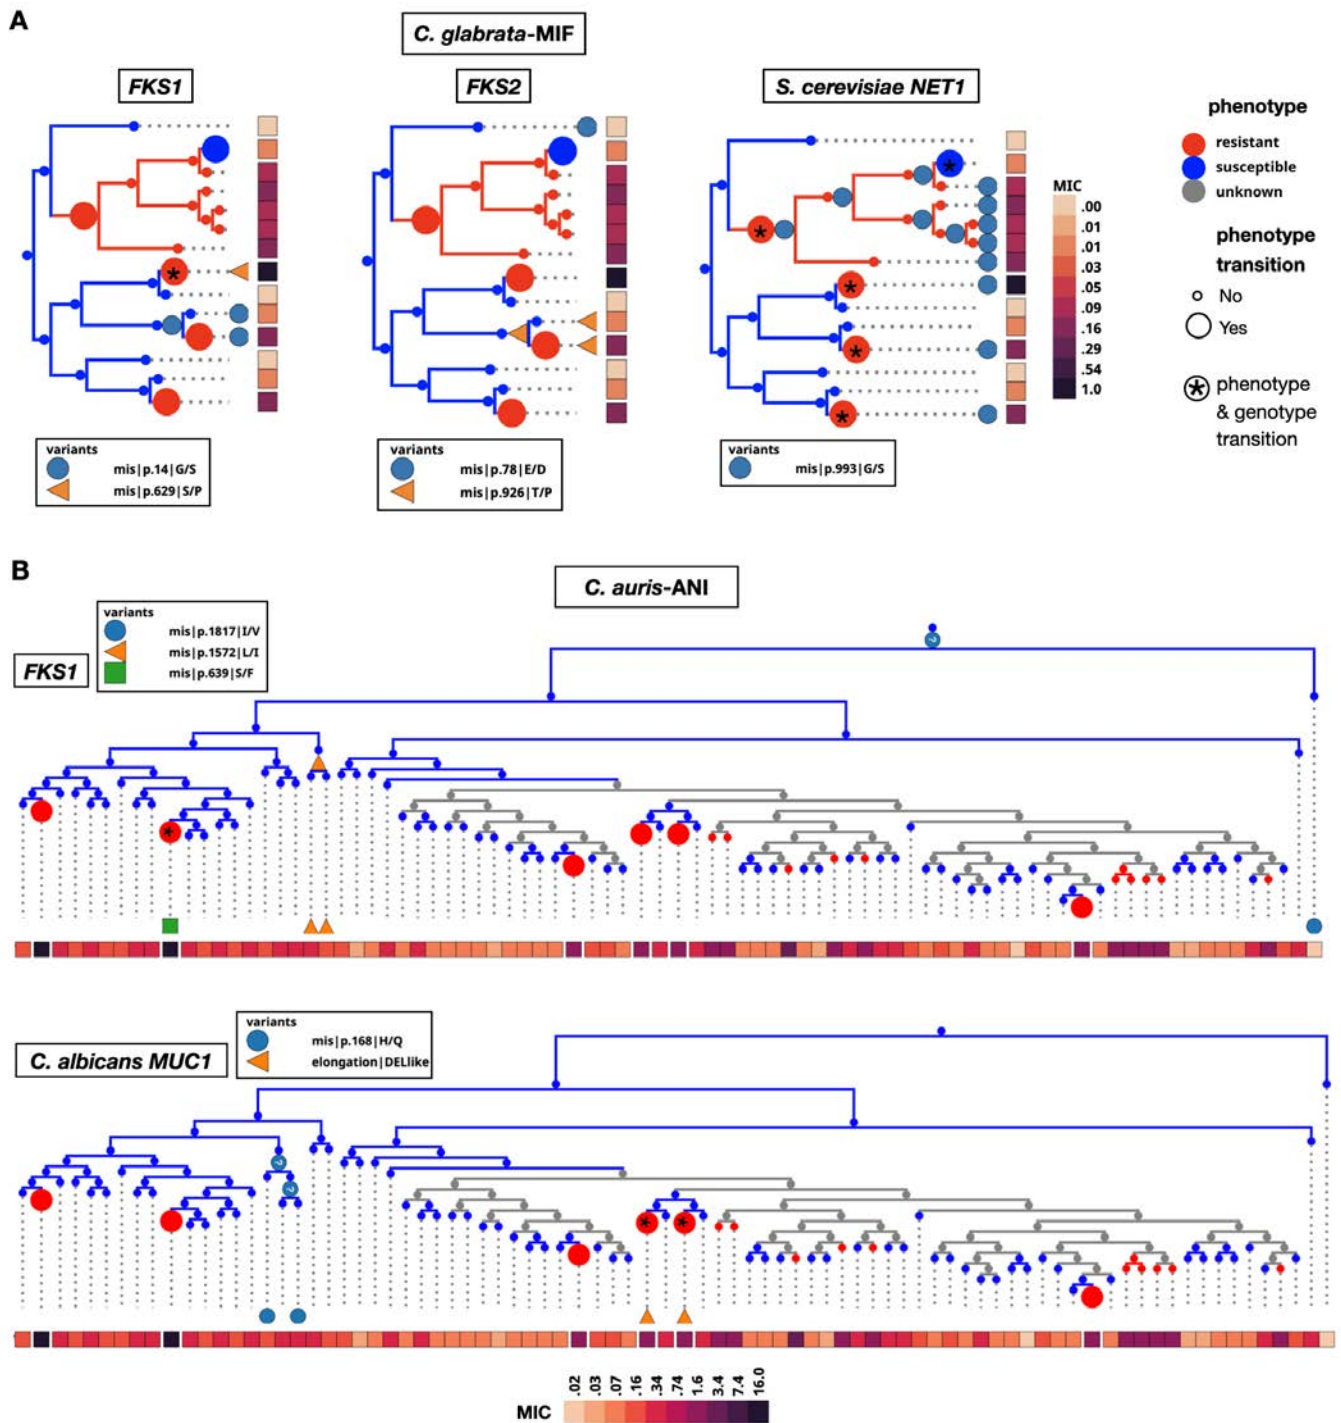 A
C. glabrata-MIF
FKS1
FKS2
S. cerevisiae NET1
phenotype
resistant
susceptible
unknown
phenotype
transition
No
Yes
* phenotype
& genotype
transition
MIC
.00
.01
.01
.03
.05
.09
.16
.29
.54
1.0
*
*
*
*
*
*
variants
mis|p.14|G/S
mis|p.629|S/P
variants
mis|p.78|E/D
mis|p.926|T/P
variants
mis|p.993|G/S
B
C. auris-ANI
FKS1
variants
mis|p.1817|I/V
mis|p.1572|L/I
mis|p.639|S/F
?
*
C. albicans MUC1
variants
mis|p.168|H/Q
elongation|DELlike
?
?
*
*
MIC
.02
.03
.07
.16
.34
.74
1.6
3.4
7.4
16.0